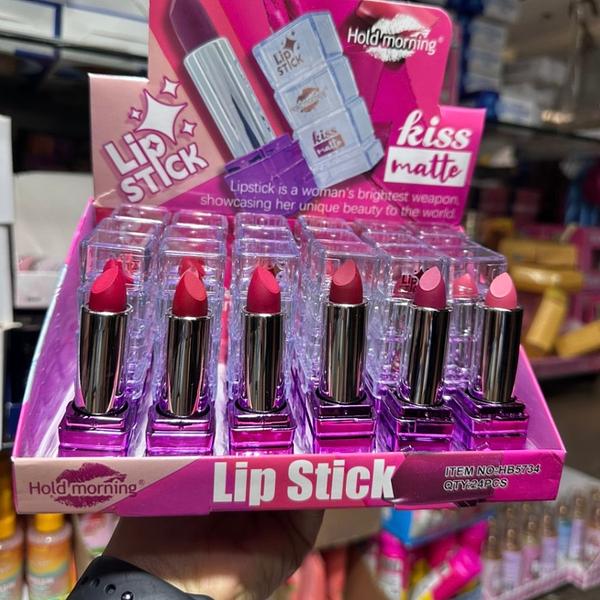 Hold morning®
LiP
STiCK
kiss
matte
LiP
STiCK
kiss
matte
Lipstick is a woman's brightest weapon,
showcasing her unique beauty to the world.
Hold morning®
Lip Stick
ITEM NO:HB5734
QTY:24PCS